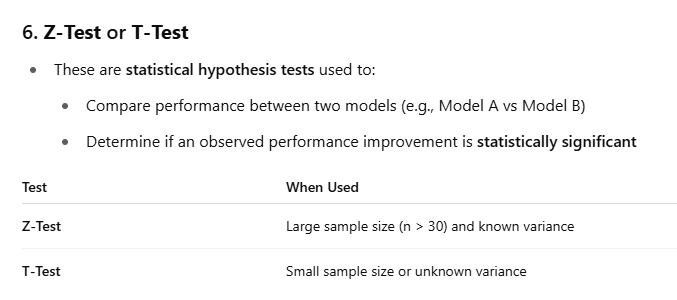 6. Z-Test or T-Test
These are statistical hypothesis tests used to:
Compare performance between two models (e.g., Model A vs Model B)
Determine if an observed performance improvement is statistically significant
Test When Used
Z-Test Large sample size (n > 30) and known variance
T-Test Small sample size or unknown variance